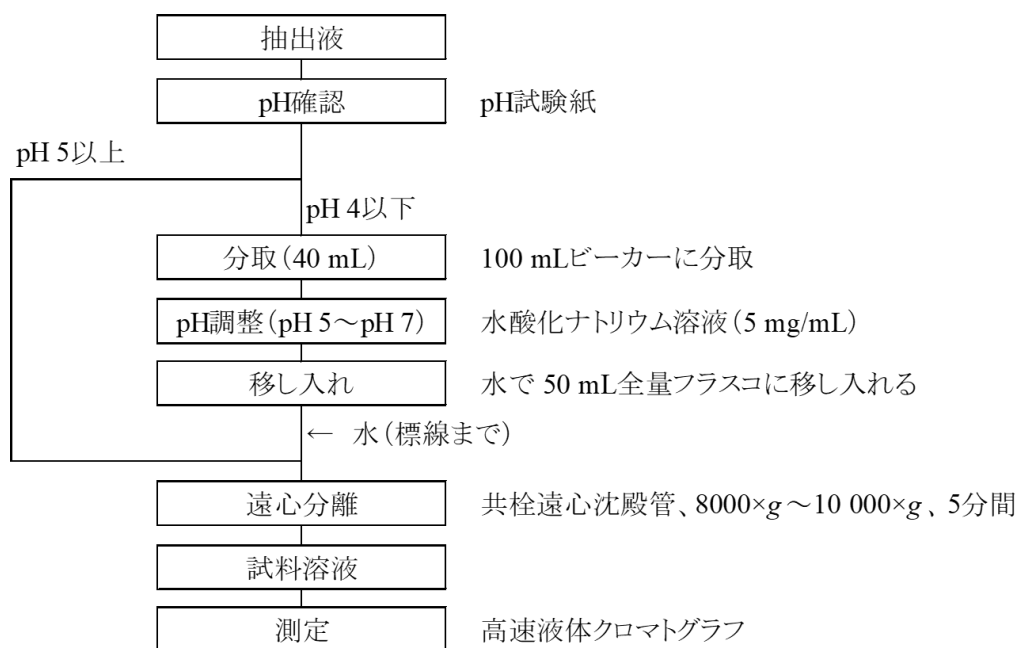 抽出液
pH確認 pH試験紙
pH 5以上
pH 4以下
分取(40 mL) 100 mLビーカーに分取
pH調整(pH 5～pH 7) 水酸化ナトリウム溶液(5 mg/mL)
移し入れ 水で 50 mL全量フラスコに移し入れる
← 水(標線まで)
遠心分離 共栓遠心沈殿管、8000×g～10 000×g、5分間
試料溶液
測定 高速液体クロマトグラフ